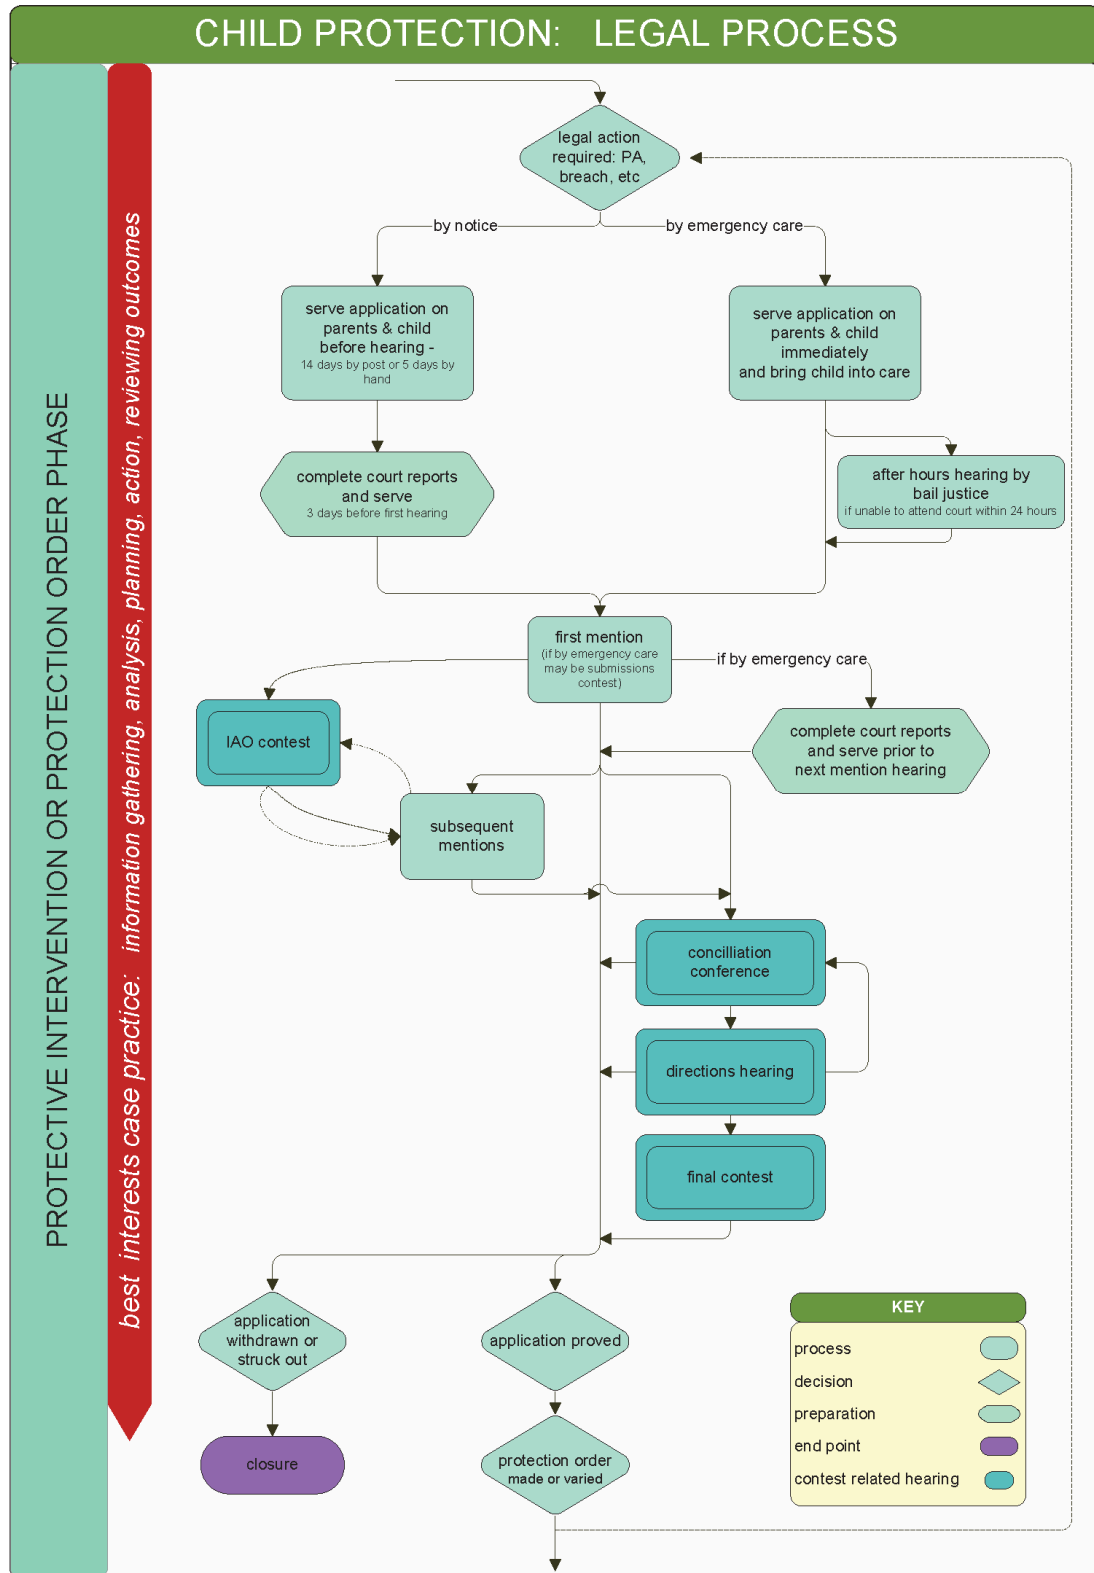 CHILD PROTECTION: LEGAL PROCESS
PROTECTIVE INTERVENTION OR PROTECTION ORDER PHASE
best interests case practice: information gathering, analysis, planning, action, reviewing outcomes
legal action
required: PA,
breach, etc
by notice
by emergency care
serve application on
parents & child
before hearing -
14 days by post or 5 days by
hand
serve application on
parents & child
immediately
and bring child into care
complete court reports
and serve
3 days before first hearing
after hours hearing by
bail justice
if unable to attend court within 24 hours
first mention
(if by emergency care
may be submissions
contest)
if by emergency care
IAO contest
complete court reports
and serve prior to
next mention hearing
subsequent
mentions
concilliation
conference
directions hearing
final contest
application
withdrawn or
struck out
application proved
closure
protection order
made or varied
KEY
process
decision
preparation
end point
contest related hearing